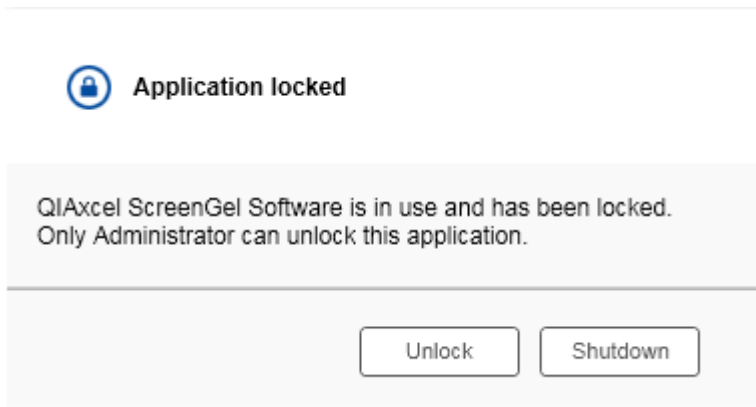 Application locked
QIAxcel ScreenGel Software is in use and has been locked.
Only Administrator can unlock this application.
Unlock Shutdown